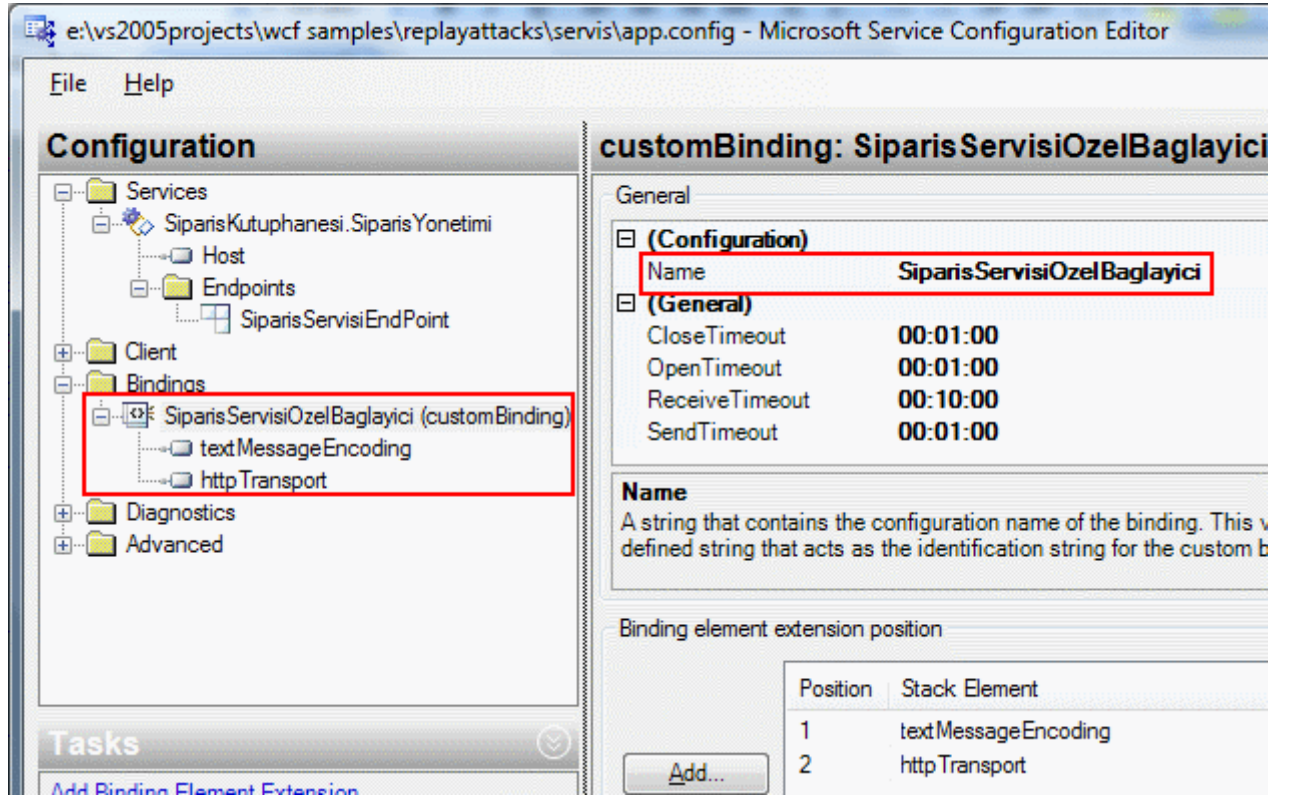 e:\vs2005projects\wcf samples\replayattacks\servis\app.config - Microsoft Service Configuration Editor
File Help
Configuration
Services
SiparisKutuphanesi.SiparisYonetimi
Host
Endpoints
SiparisServisiEndPoint
Client
Bindings
SiparisServisiOzelBaglayici (customBinding)
textMessageEncoding
httpTransport
Diagnostics
Advanced
Tasks
Add Binding Element Extension
customBinding: SiparisServisiOzelBaglayici
General
(Configuration)
Name SiparisServisiOzelBaglayici
(General)
CloseTimeout 00:01:00
OpenTimeout 00:01:00
ReceiveTimeout 00:10:00
SendTimeout 00:01:00
Name
A string that contains the configuration name of the binding. This
defined string that acts as the identification string for the custom
Binding element extension position
Position Stack Element
1 textMessageEncoding
2 httpTransport
Add...